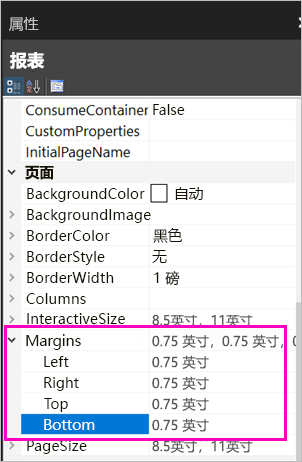 属性
报表
ConsumeContainer False
CustomProperties
InitialPageName
页面
BackgroundColor 自动
BackgroundImage
BorderColor 黑色
BorderStyle 无
BorderWidth 1 磅
Columns
InteractiveSize 8.5英寸, 11英寸
Margins 0.75 英寸, 0.75 英寸, 0
Left 0.75 英寸
Right 0.75 英寸
Top 0.75 英寸
Bottom 0.75 英寸
PageSize 8.5英寸, 11英寸